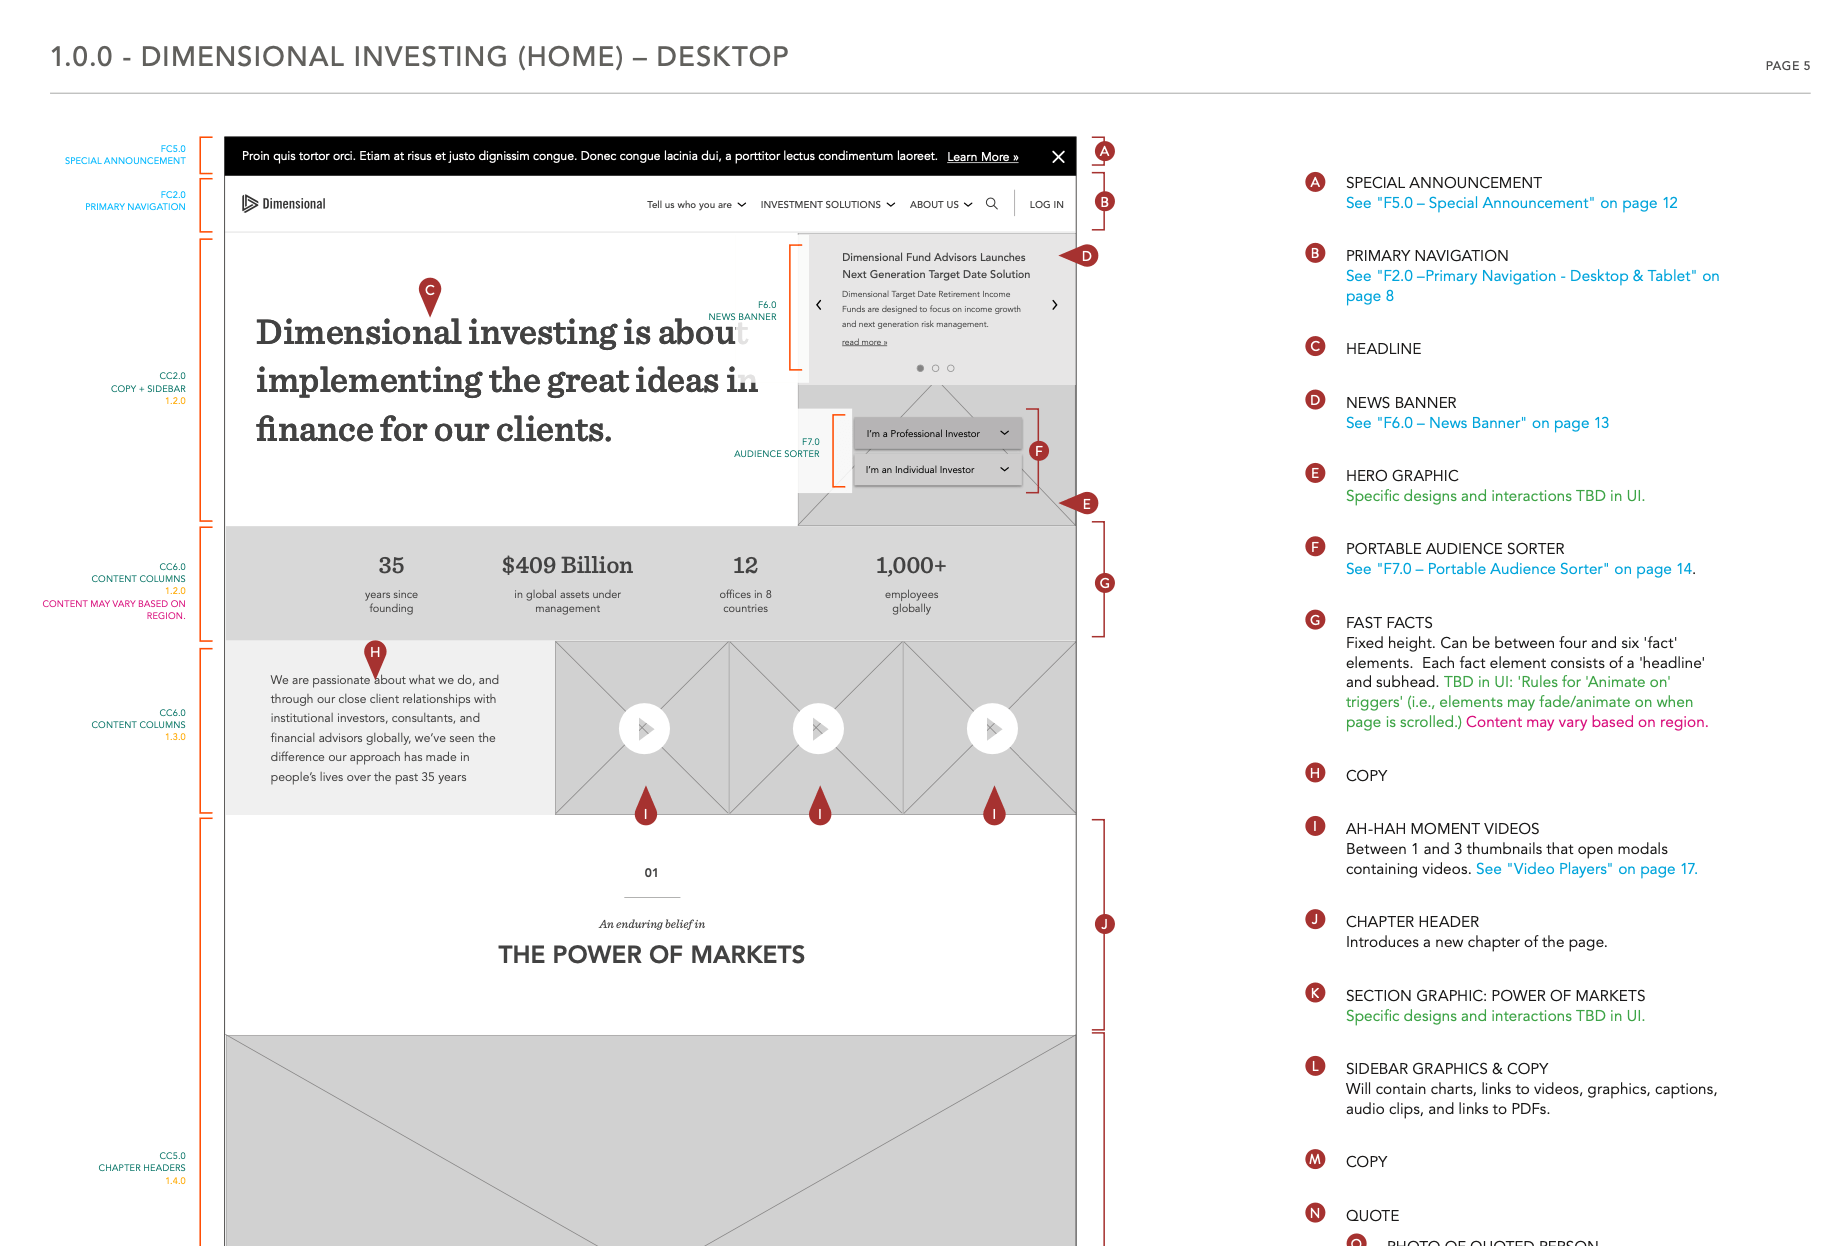 1.0.0 - DIMENSIONAL INVESTING (HOME) – DESKTOP
PAGE 5
FC5.0
SPECIAL ANNOUNCEMENT
FC2.0
PRIMARY NAVIGATION
CC2.0
COPY + SIDEBAR
1.2.0
CC6.0
CONTENT COLUMNS
1.2.0
CONTENT MAY VARY BASED ON
REGION.
CC6.0
CONTENT COLUMNS
1.3.0
CC5.0
CHAPTER HEADERS
1.4.0
Proin quis tortor orci. Etiam at risus et justo dignissim congue. Donec congue lacinia dui, a porttitor lectus condimentum laoreet. Learn More »
A
Dimensional
Tell us who you are INVESTMENT SOLUTIONS ABOUT US LOG IN
B
C
Dimensional investing is about
implementing the great ideas in
finance for our clients.
F6.0
NEWS BANNER
Dimensional Fund Advisors Launches
Next Generation Target Date Solution
Dimensional Target Date Retirement Income
Funds are designed to focus on income growth
and next generation risk management.
read more »
D
F7.0
AUDIENCE SORTER
I'm a Professional Investor
I'm an Individual Investor
F
E
35
years since
founding
$409 Billion
in global assets under
management
12
offices in 8
countries
1,000+
employees
globally
G
H
We are passionate about what we do, and
through our close client relationships with
institutional investors, consultants, and
financial advisors globally, we've seen the
difference our approach has made in
people's lives over the past 35 years
I
I
I
01
An enduring belief in
THE POWER OF MARKETS
J
A SPECIAL ANNOUNCEMENT
See "F5.0 – Special Announcement" on page 12
B PRIMARY NAVIGATION
See "F2.0 –Primary Navigation - Desktop & Tablet" on
page 8
C HEADLINE
D NEWS BANNER
See "F6.0 – News Banner" on page 13
E HERO GRAPHIC
Specific designs and interactions TBD in UI.
F PORTABLE AUDIENCE SORTER
See "F7.0 – Portable Audience Sorter" on page 14.
G FAST FACTS
Fixed height. Can be between four and six 'fact'
elements. Each fact element consists of a 'headline'
and subhead. TBD in UI: 'Rules for 'Animate on'
triggers' (i.e., elements may fade/animate on when
page is scrolled.) Content may vary based on region.
H COPY
I AH-HAH MOMENT VIDEOS
Between 1 and 3 thumbnails that open modals
containing videos. See "Video Players" on page 17.
J CHAPTER HEADER
Introduces a new chapter of the page.
K SECTION GRAPHIC: POWER OF MARKETS
Specific designs and interactions TBD in UI.
L SIDEBAR GRAPHICS & COPY
Will contain charts, links to videos, graphics, captions,
audio clips, and links to PDFs.
M COPY
N QUOTE
O PHOTO OF QUOTED PERSON